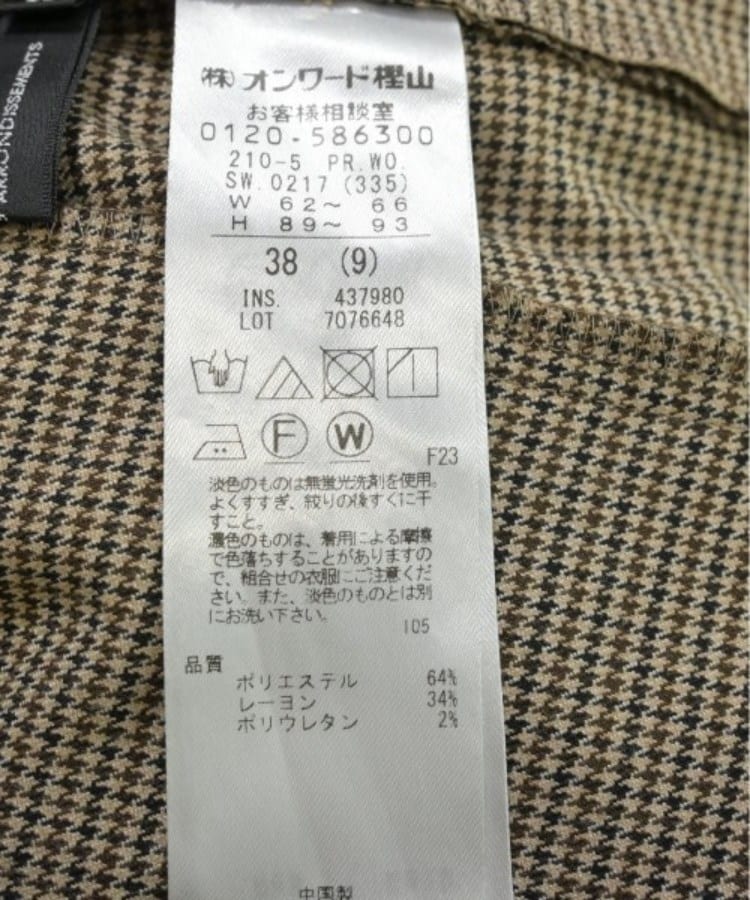 ARRONDISSEMENTS
㈱オンワード樫山
お客様相談室
0120-586300
210-5 PR.WO.
SW.0217 (335)
W 62～66
H 89～93
38 (9)
INS. 437980
LOT 7076648
F
W
F23
淡色のものは無蛍光洗剤を使用。
よくすすぎ、絞りの後すぐに干
すこと。
濃色のものは、着用による摩擦
で色落ちすることがありますの
で、組合せの衣服にご注意くだ
さい。また、淡色のものとは別
にお洗い下さい。
105
品質
ポリエステル 64%
レーヨン 34%
ポリウレタン 2%
中国製